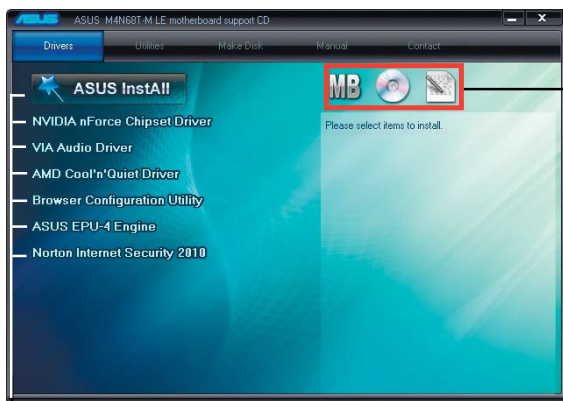 ASUS ASUS M4N68T-M LE motherboard support CD
Drivers Utilities Make Disk Manual Contact
ASUS InstAll
MB
Please select items to install.
NVIDIA nForce Chipset Driver
VIA Audio Driver
AMD Cool'n'Quiet Driver
Browser Configuration Utility
ASUS EPU-4 Engine
Norton Internet Security 2010